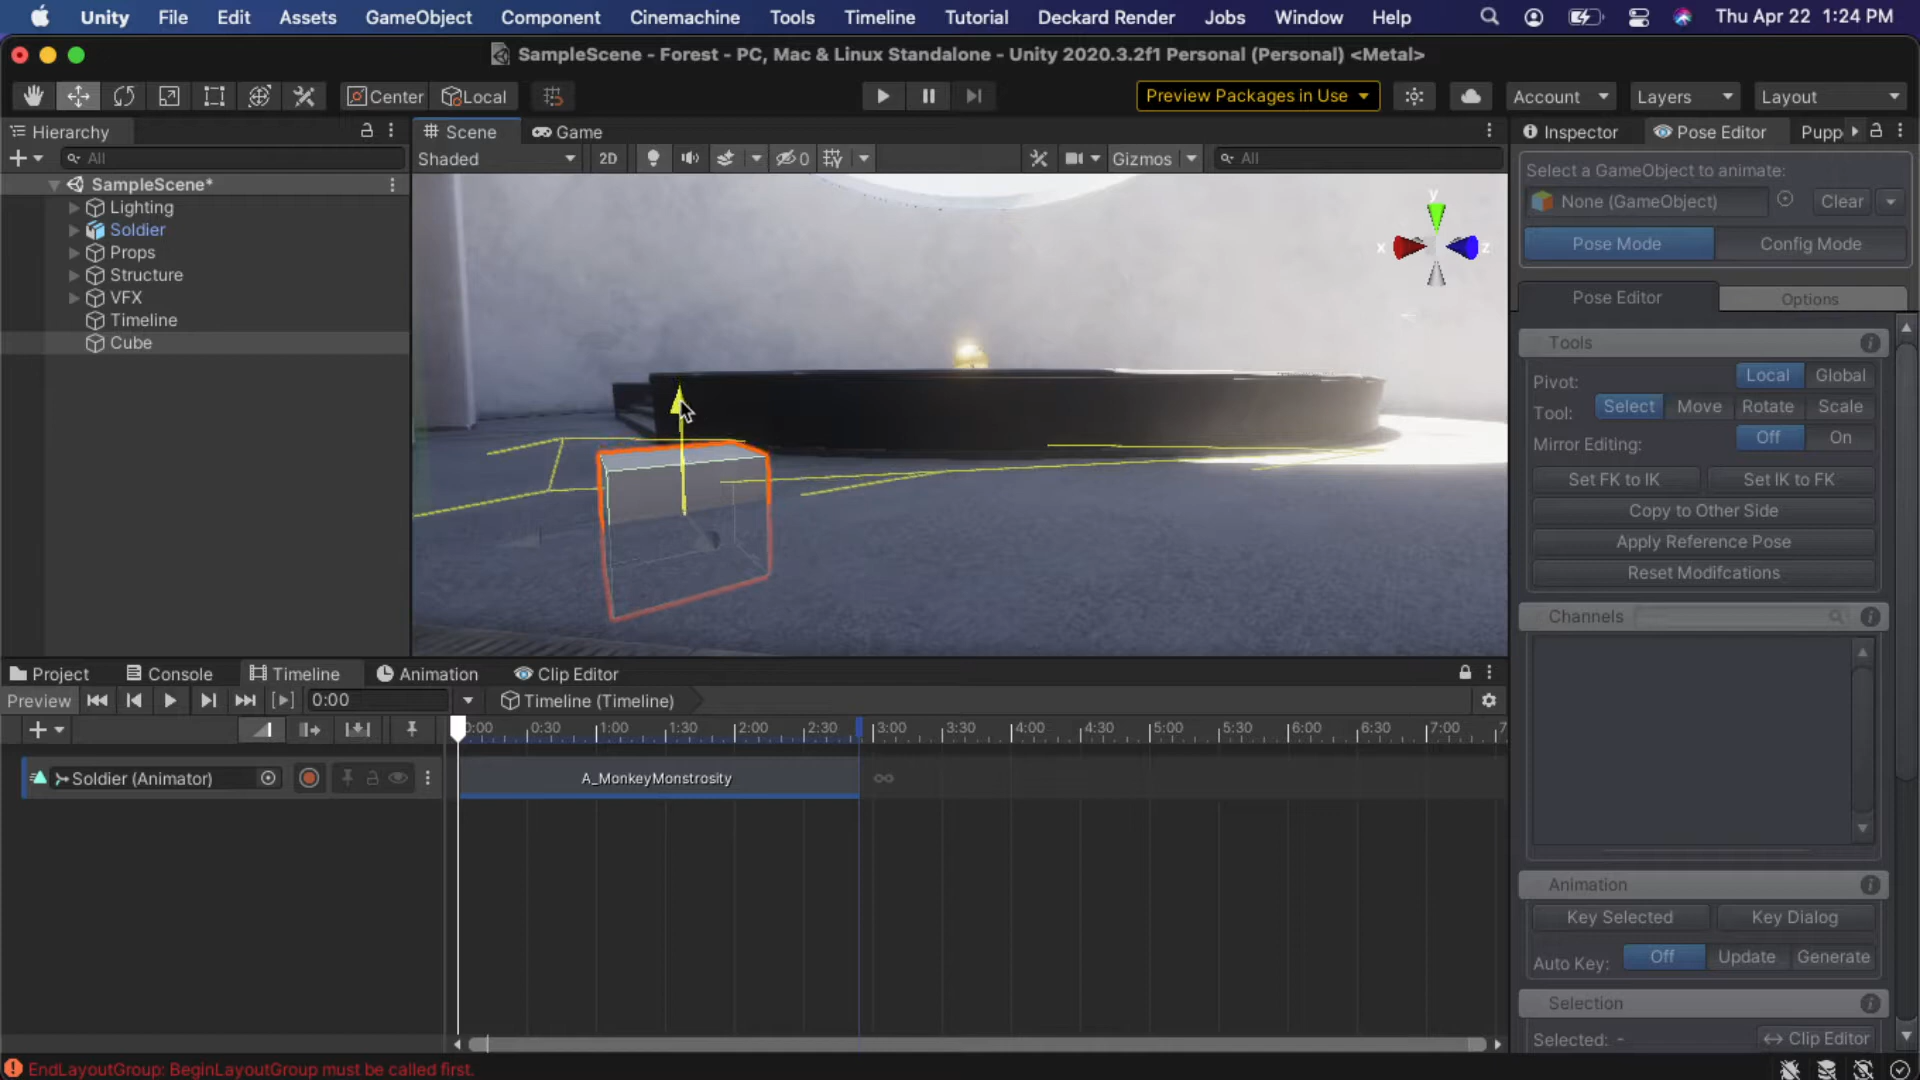 Unity File Edit Assets GameObject Component Cinemachine Tools Timeline Tutorial Deckard Render Jobs Window Help Thu Apr 22 1:24 PM
SampleScene - Forest - PC, Mac & Linux Standalone - Unity 2020.3.2f1 Personal (Personal) <Metal>
Center Local Preview Packages in Use Account Layers Layout
Hierarchy
All
SampleScene*
Lighting
Soldier
Props
Structure
VFX
Timeline
Cube
Scene Game
Shaded 2D 0 Gizmos All
y
x z
Inspector Pose Editor Pupp
Select a GameObject to animate:
None (GameObject) Clear
Pose Mode Config Mode
Pose Editor Options
Tools
Pivot: Local Global
Tool: Select Move Rotate Scale
Mirror Editing: Off On
Set FK to IK Set IK to FK
Copy to Other Side
Apply Reference Pose
Reset Modifcations
Channels
Animation
Key Selected Key Dialog
Auto Key: Off Update Generate
Selection
Selected: - Clip Editor
Project Console Timeline Animation Clip Editor
Preview 0:00 Timeline (Timeline)
0:00 0:30 1:00 1:30 2:00 2:30 3:00 3:30 4:00 4:30 5:00 5:30 6:00 6:30 7:00 7
Soldier (Animator) A_MonkeyMonstrosity ∞
EndLayoutGroup: BeginLayoutGroup must be called first.